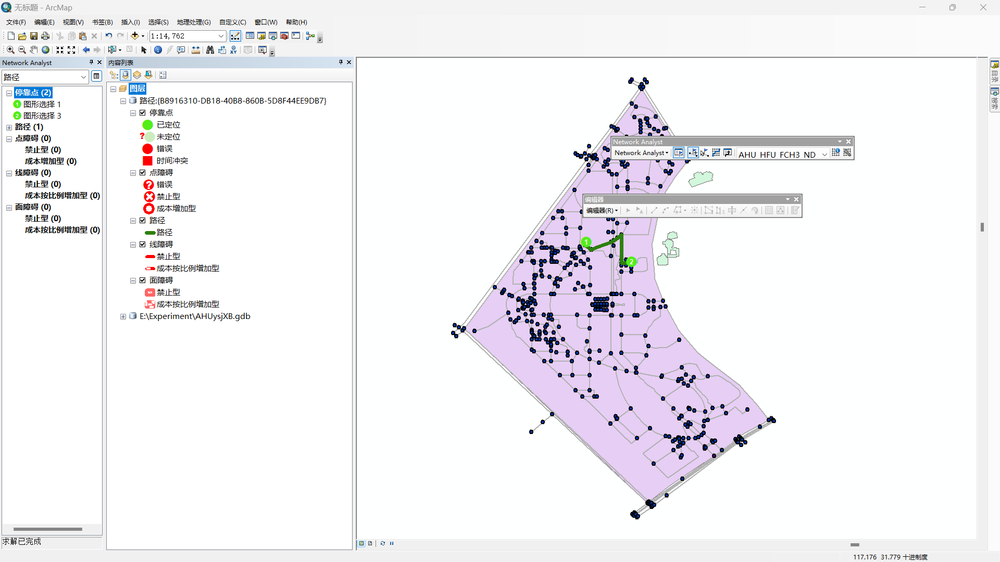 无标题 - ArcMap
文件(F) 编辑(E) 视图(V) 书签(B) 插入(I) 选择(S) 地理处理(G) 自定义(C) 窗口(W) 帮助(H)
1:14,762
Network Analyst
路径
停靠点 (2)
1 图形选择 1
2 图形选择 3
路径 (1)
点障碍 (0)
禁止型 (0)
成本增加型 (0)
线障碍 (0)
禁止型 (0)
成本按比例增加型 (0)
面障碍 (0)
禁止型 (0)
成本按比例增加型 (0)
求解已完成
内容列表
图层
路径:{B8916310-DB18-40B8-860B-5D8F44EE9DB7}
停靠点
已定位
? 未定位
错误
时间冲突
点障碍
? 错误
禁止型
成本增加型
路径
路径
线障碍
禁止型
成本按比例增加型
面障碍
禁止型
成本按比例增加型
E:\Experiment\AHUysjXB.gdb
Network Analyst
Network Analyst
AHU_HFU_FCH3_ND
编辑器
编辑器(R)
1
2
目录
搜索
117.176 31.779 十进制度